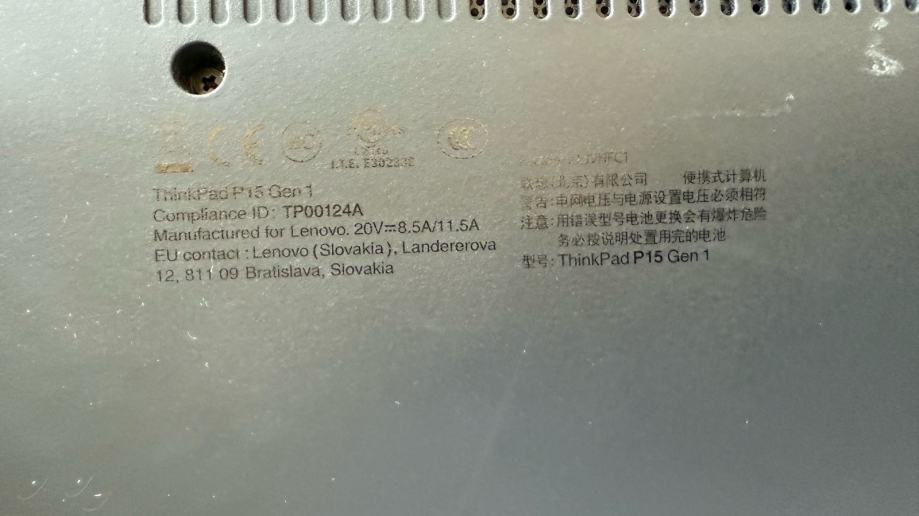 I.T.E. E302332
ThinkPad P15 Gen 1
Compliance ID: TP00124A
Manufactured for Lenovo. 20V⎓8.5A/11.5A
EU contact : Lenovo (Slovakia), Landererova
12, 811 09 Bratislava, Slovakia
联想(北京)有限公司 便携式计算机
警告:电网电压与电源设置电压必须相符
注意:用错误型号电池更换会有爆炸危险
务必按说明处置用完的电池
型号: ThinkPad P15 Gen 1